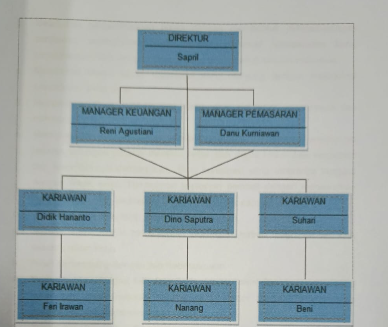 DIREKTUR
Sapril
MANAGER KEUANGAN
Reni Agustiani
MANAGER PEMASARAN
Danu Kurniawan
KARIAWAN
Didik Harianto
KARIAWAN
Dino Saputra
KARIAWAN
Suhari
KARIAWAN
Feri Irawan
KARIAWAN
Nanang
KARIAWAN
Beni